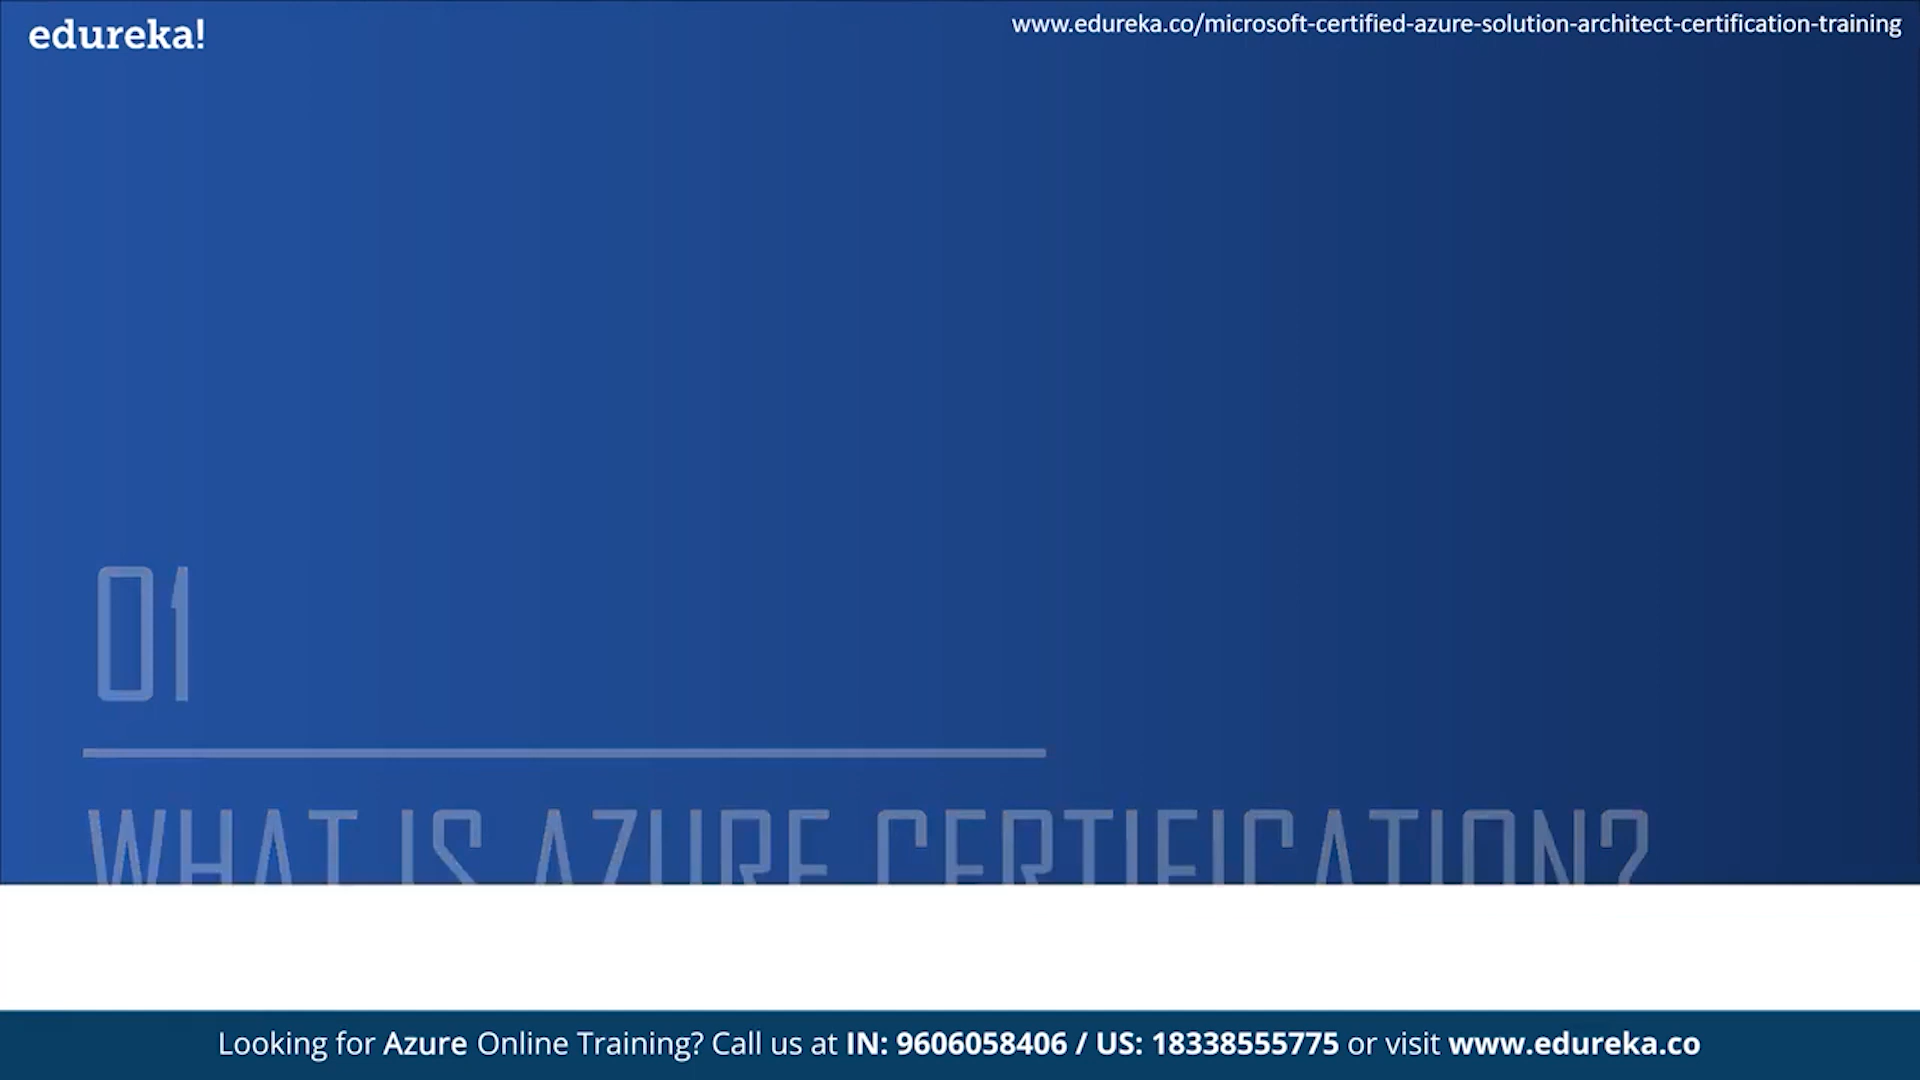 edureka!
www.edureka.co/microsoft-certified-azure-solution-architect-certification-training
01
WHAT IS AZURE CERTIFICATION?
Looking for Azure Online Training? Call us at IN: 9606058406 / US: 18338555775 or visit www.edureka.co